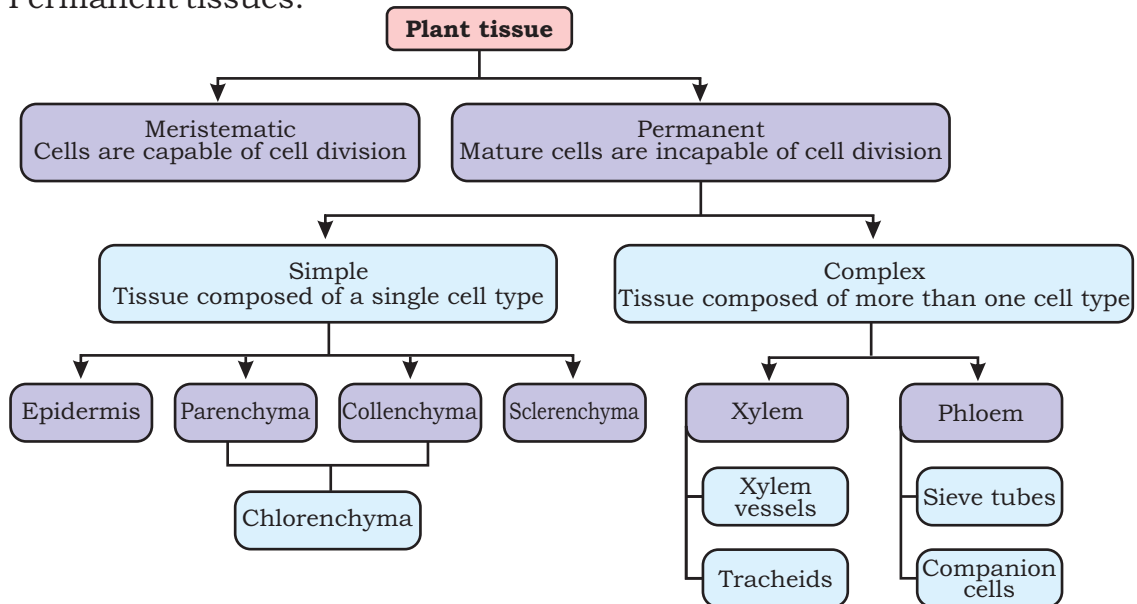 Permanent tissues.
Plant tissue
Meristematic
Cells are capable of cell division
Permanent
Mature cells are incapable of cell division
Simple
Tissue composed of a single cell type
Complex
Tissue composed of more than one cell type
Epidermis
Parenchyma
Collenchyma
Sclerenchyma
Xylem
Phloem
Chlorenchyma
Xylem
vessels
Sieve tubes
Tracheids
Companion
cells